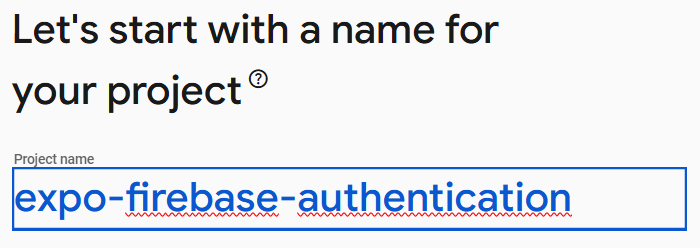 Let's start with a name for
your project
Project name
expo-firebase-authentication